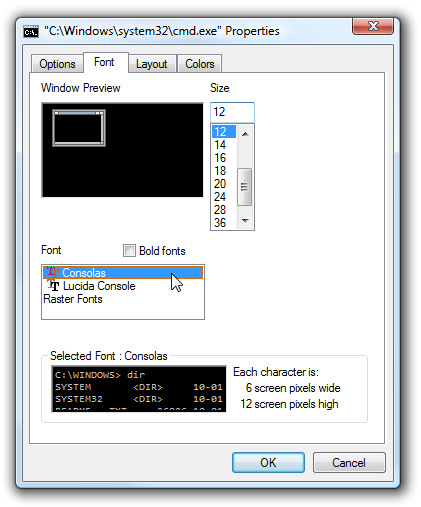 "C:\Windows\system32\cmd.exe" Properties
Options Font Layout Colors
Window Preview Size
12
12
14
16
18
20
24
28
36
Font Bold fonts
Consolas
Lucida Console
Raster Fonts
Selected Font : Consolas
C:\WINDOWS> dir
SYSTEM <DIR> 10-01
SYSTEM32 <DIR> 10-01
Each character is:
6 screen pixels wide
12 screen pixels high
OK Cancel